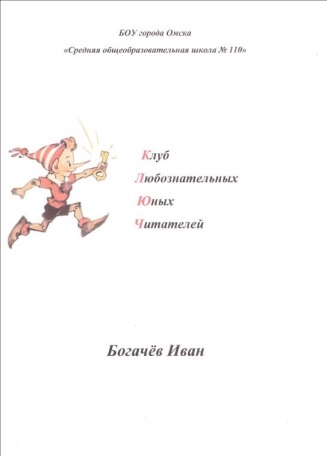 БОУ города Омска
«Средняя общеобразовательная школа № 110»
Клуб
Любознательных
Юных
Читателей
Богачёв Иван